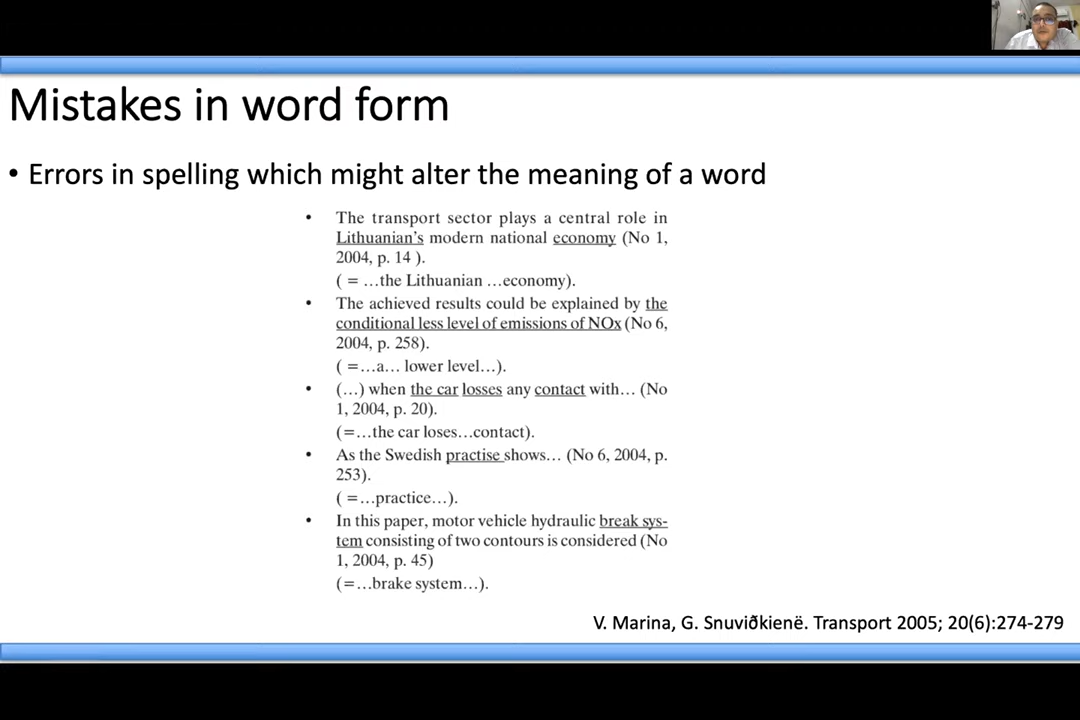 Mistakes in word form
• Errors in spelling which might alter the meaning of a word
• The transport sector plays a central role in
Lithuanian's modern national economy (No 1,
2004, p. 14 ).
( = …the Lithuanian …economy).
• The achieved results could be explained by the
conditional less level of emissions of NOx (No 6,
2004, p. 258).
( =…a… lower level…).
• (…) when the car losses any contact with… (No
1, 2004, p. 20).
(=…the car loses…contact).
• As the Swedish practise shows… (No 6, 2004, p.
253).
( =…practice…).
• In this paper, motor vehicle hydraulic break sys-
tem consisting of two contours is considered (No
1, 2004, p. 45)
(=…brake system…).
V. Marina, G. Snuviðkienë. Transport 2005; 20(6):274-279